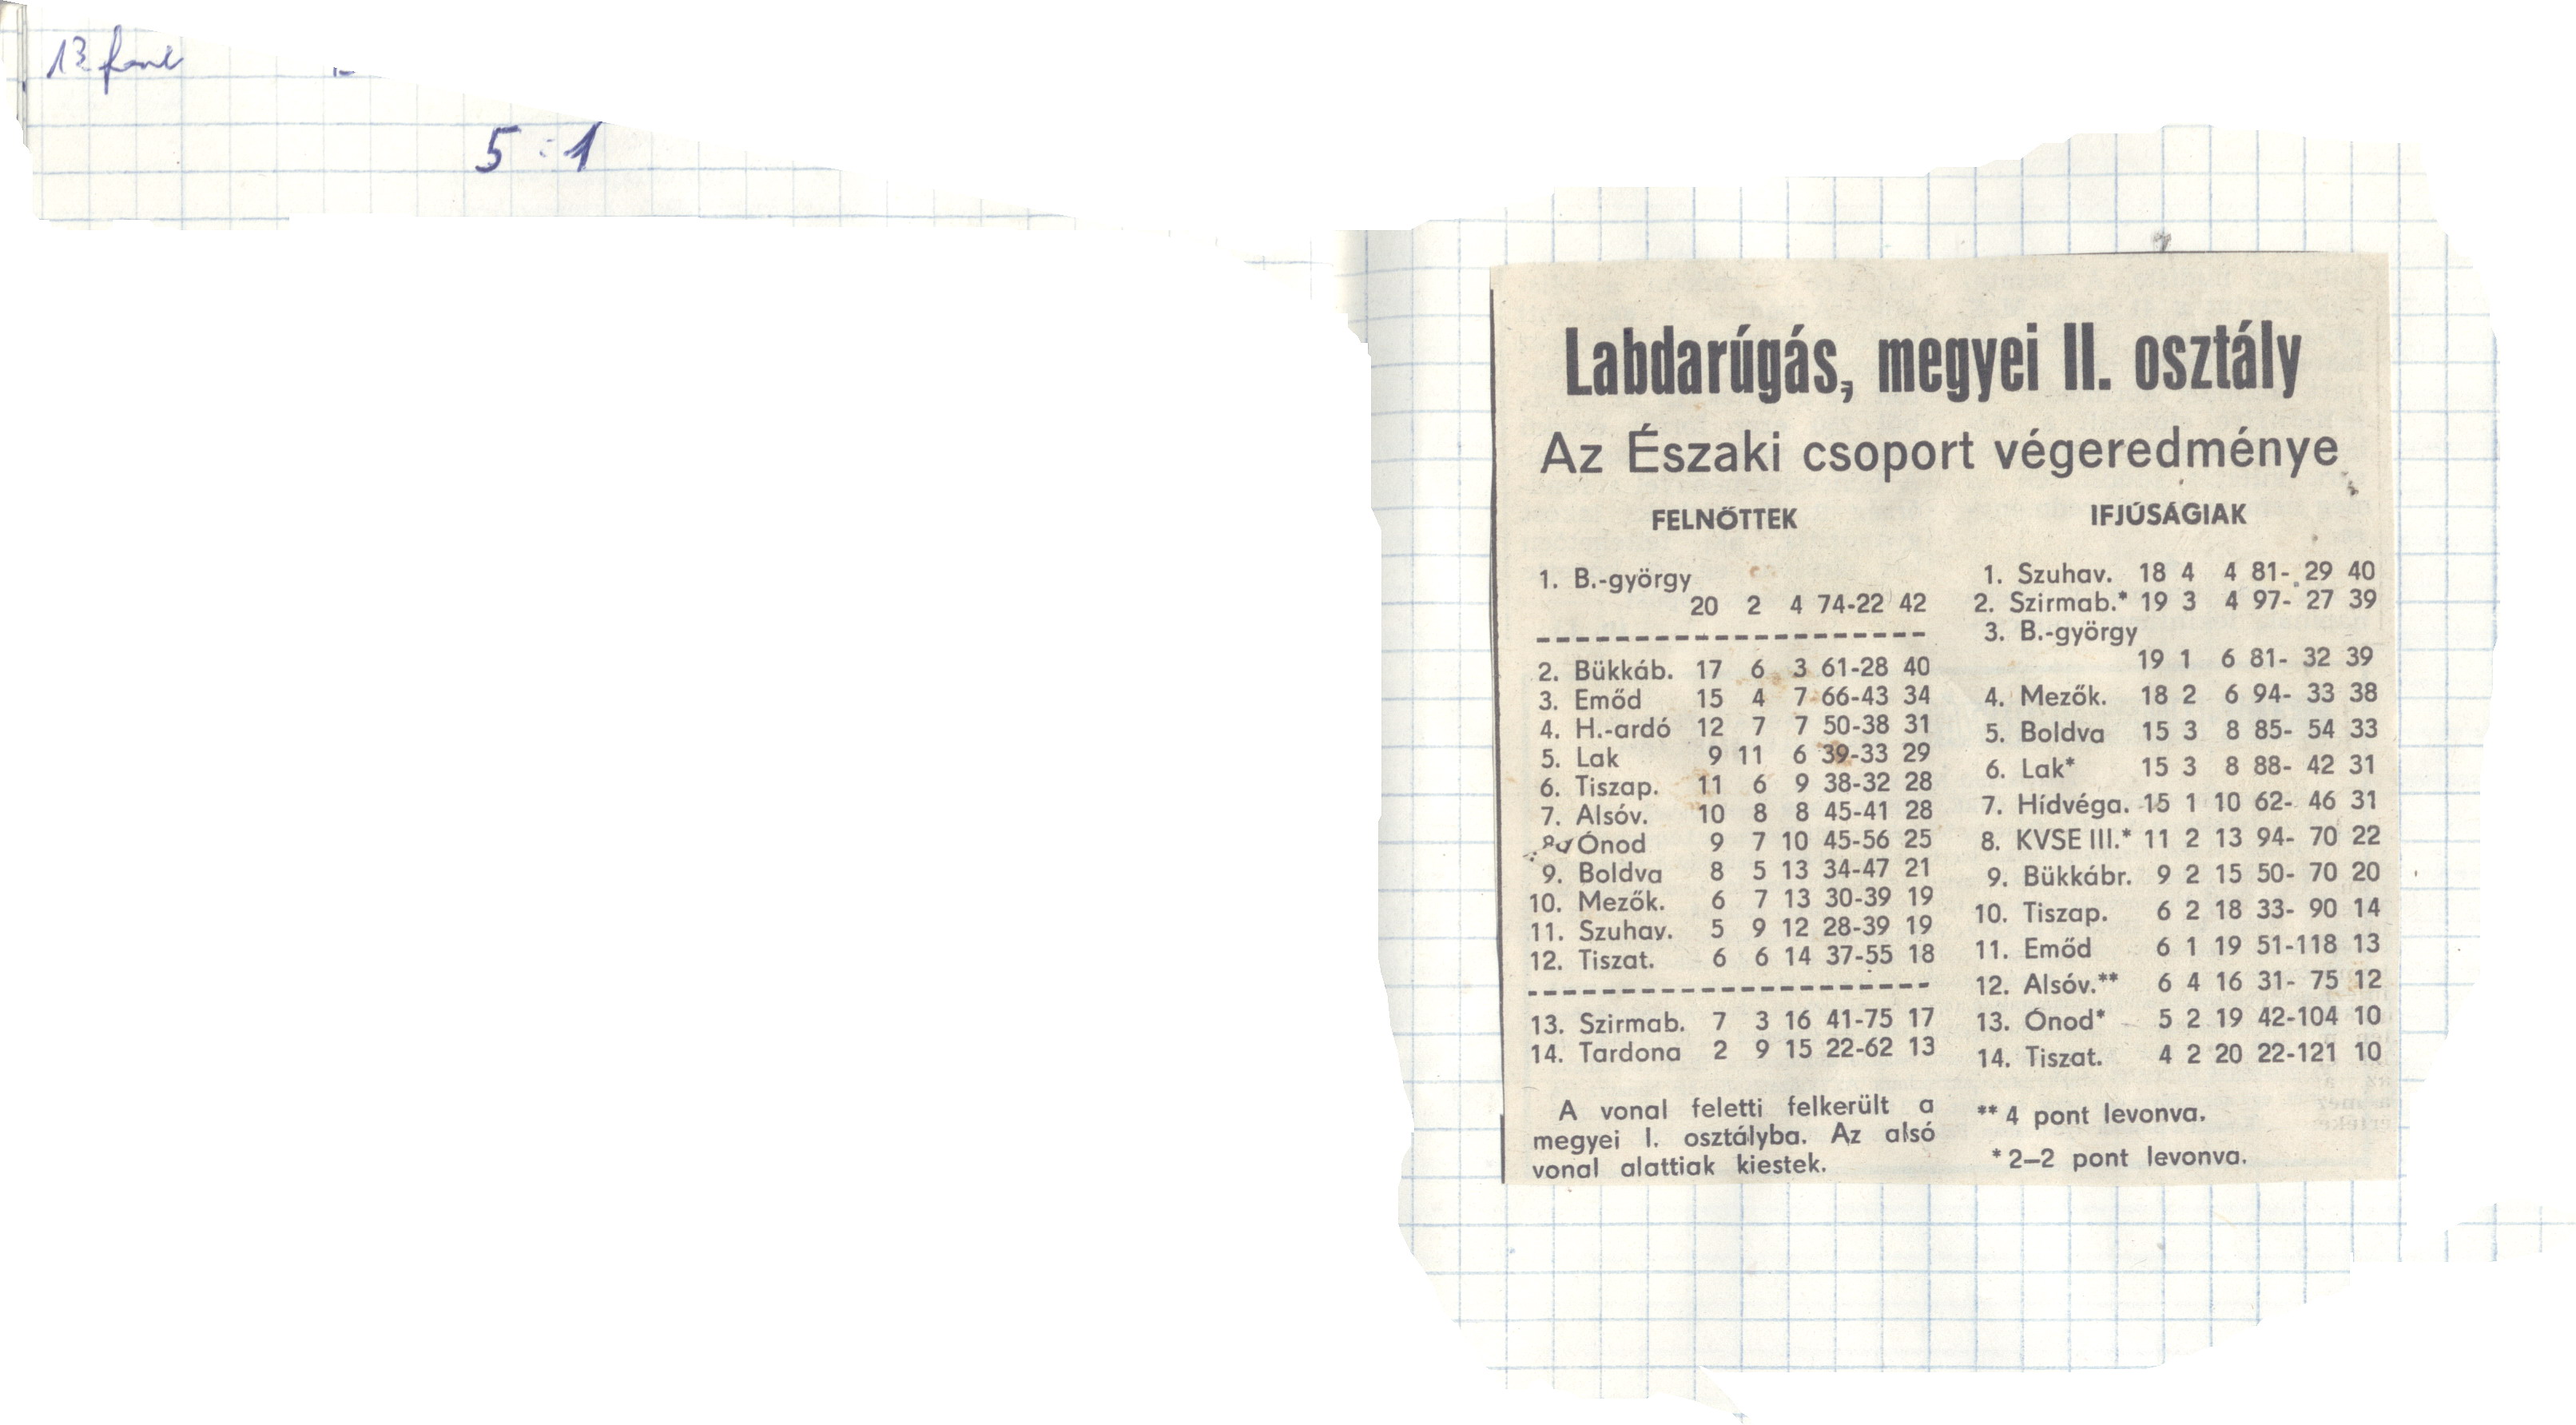 13
5:1
Labdarúgás, megyei II. osztály
Az Északi csoport végeredménye
FELNŐTTEK
1. B.-györgy
20 2 4 74-22 42
2. Bükkáb. 17 6 3 61-28 40
3. Emőd 15 4 7 66-43 34
4. H.-ardó 12 7 7 50-38 31
5. Lak 9 11 6 39-33 29
6. Tiszap. 11 6 9 38-32 28
7. Alsóv. 10 8 8 45-41 28
8. Ónod 9 7 10 45-56 25
9. Boldva 8 5 13 34-47 21
10. Mezők. 6 7 13 30-39 19
11. Szuhav. 5 9 12 28-39 19
12. Tiszat. 6 6 14 37-55 18
13. Szirmab. 7 3 16 41-75 17
14. Tardona 2 9 15 22-62 13
A vonal feletti felkerült a
megyei I. osztályba. Az alsó
vonal alattiak kiestek.
IFJÚSÁGIAK
1. Szuhav. 18 4 4 81- 29 40
2. Szirmab.* 19 3 4 97- 27 39
3. B.-györgy
19 1 6 81- 32 39
4. Mezők. 18 2 6 94- 33 38
5. Boldva 15 3 8 85- 54 33
6. Lak* 15 3 8 88- 42 31
7. Hídvéga. 15 1 10 62- 46 31
8. KVSE III.* 11 2 13 94- 70 22
9. Bükkábr. 9 2 15 50- 70 20
10. Tiszap. 6 2 18 33- 90 14
11. Emőd 6 1 19 51-118 13
12. Alsóv.** 6 4 16 31- 75 12
13. Ónod* 5 2 19 42-104 10
14. Tiszat. 4 2 20 22-121 10
** 4 pont levonva.
* 2–2 pont levonva.